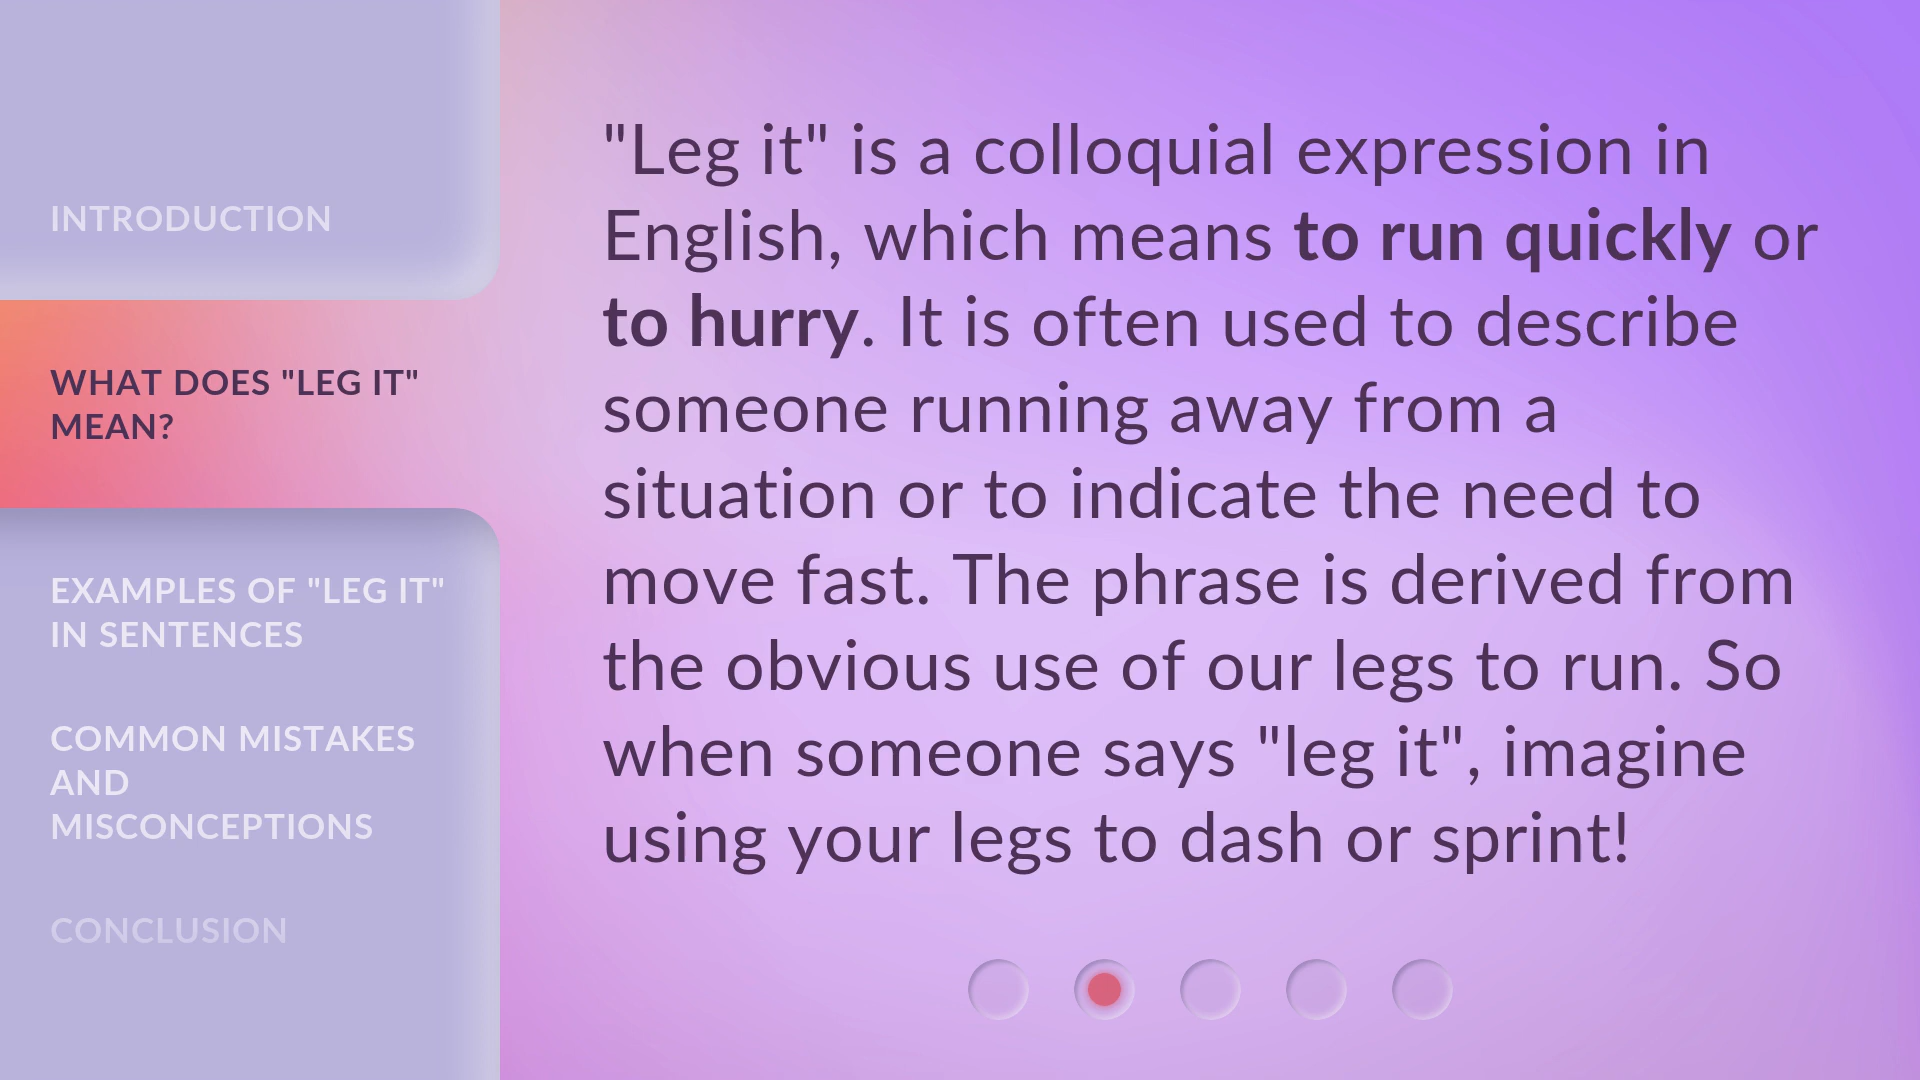 INTRODUCTION
WHAT DOES "LEG IT"
MEAN?
EXAMPLES OF "LEG IT"
IN SENTENCES
COMMON MISTAKES
AND
MISCONCEPTIONS
CONCLUSION
"Leg it" is a colloquial expression in
English, which means to run quickly or
to hurry. It is often used to describe
someone running away from a
situation or to indicate the need to
move fast. The phrase is derived from
the obvious use of our legs to run. So
when someone says "leg it", imagine
using your legs to dash or sprint!